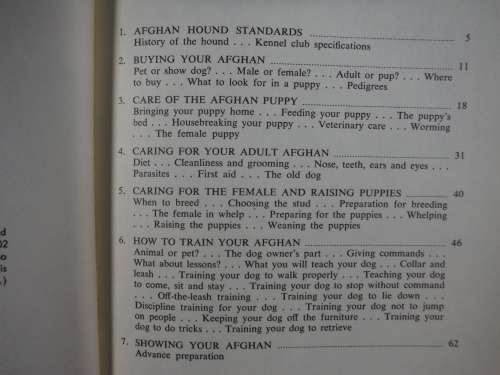 1. AFGHAN HOUND STANDARDS ........ 5
History of the hound . . . Kennel club specifications
2. BUYING YOUR AFGHAN ........ 11
Pet or show dog? . . . Male or female? . . . Adult or pup? . . . Where
to buy . . . What to look for in a puppy . . . Pedigrees
3. CARE OF THE AFGHAN PUPPY ........ 18
Bringing your puppy home . . . Feeding your puppy . . . The puppy's
bed . . . Housebreaking your puppy . . . Veterinary care . . . Worming
. . . The female puppy
4. CARING FOR YOUR ADULT AFGHAN ........ 31
Diet . . . Cleanliness and grooming . . . Nose, teeth, ears and eyes . . .
Parasites . . . First aid . . . The old dog
5. CARING FOR THE FEMALE AND RAISING PUPPIES ........ 40
When to breed . . . Choosing the stud . . . Preparation for breeding
. . . The female in whelp . . . Preparing for the puppies . . . Whelping
. . . Raising the puppies . . . Weaning the puppies
6. HOW TO TRAIN YOUR AFGHAN ........ 46
Animal or pet? . . . The dog owner's part . . . Giving commands . . .
What about lessons? . . . What you will teach your dog . . . Collar and
leash . . . Training your dog to walk properly . . . Teaching your dog
to come, sit and stay . . . Training your dog to stop without command
. . . Off-the-leash training . . . Training your dog to lie down . . .
Discipline training for your dog . . . Training your dog not to jump
on people . . . Keeping your dog off the furniture . . . Training your
dog to do tricks . . . Training your dog to retrieve
7. SHOWING YOUR AFGHAN ........ 62
Advance preparation
02